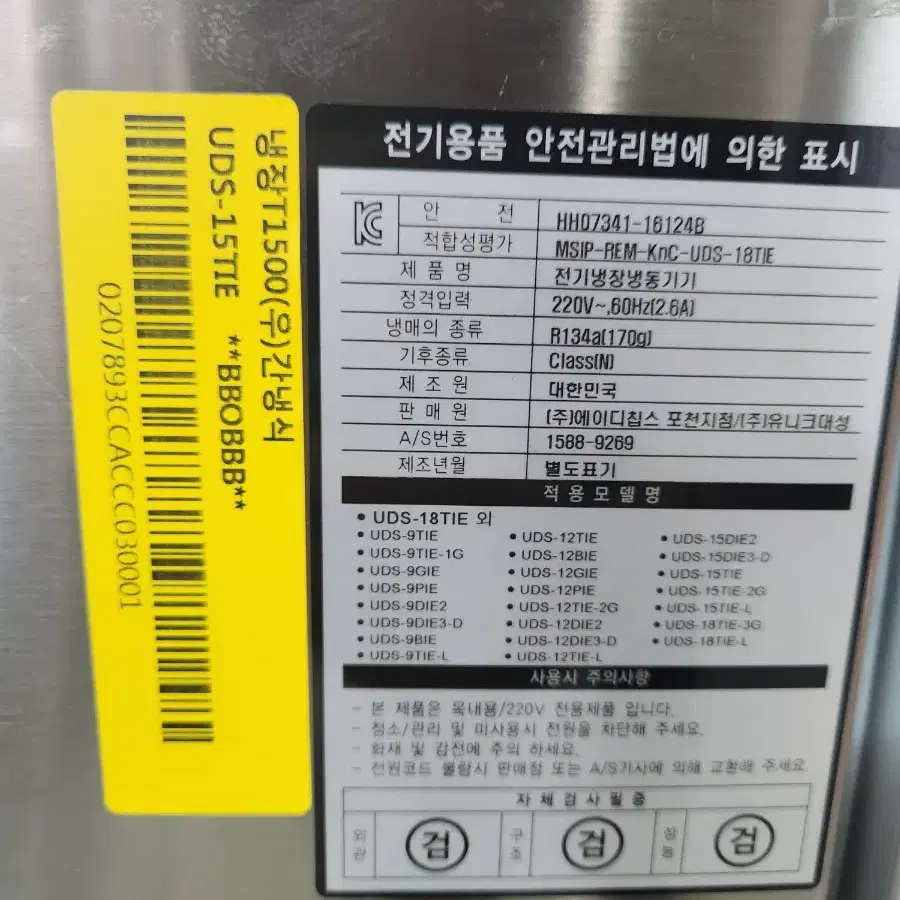 냉장T1500(우)간냉식
UDS-15TIE **BBOBBB**
0207893CCACCC030001
전기용품 안전관리법에 의한 표시
안 전 HH07341-16124B
적합성평가 MSIP-REM-KnC-UDS-18TIE
제 품 명 전기냉장냉동기기
정격입력 220V~,60Hz(2.6A)
냉매의 종류 R134a(170g)
기후종류 Class(N)
제 조 원 대한민국
판 매 원 (주)에이디칩스 포천지점/(주)유니크대성
A/S번호 1588-9269
제조년월 별도표기
적용모델명
• UDS-18TIE 외
• UDS-9TIE • UDS-12TIE • UDS-15DIE2
• UDS-9TIE-1G • UDS-12BIE • UDS-15DIE3-D
• UDS-9GIE • UDS-12GIE • UDS-15TIE
• UDS-9PIE • UDS-12PIE • UDS-15TIE-2G
• UDS-9DIE2 • UDS-12TIE-2G • UDS-15TIE-L
• UDS-9DIE3-D • UDS-12DIE2 • UDS-18TIE-3G
• UDS-9BIE • UDS-12DIE3-D • UDS-18TIE-L
• UDS-9TIE-L • UDS-12TIE-L
사용시 주의사항
- 본 제품은 옥내용/220V 전용제품 입니다.
- 청소/관리 및 미사용시 전원을 차단해 주세요.
- 화재 및 감전에 주의 하세요.
- 전원코드 불량시 판매점 또는 A/S기사에 의해 교환해 주세요.
자체검사필증
외관 검 구조 검 성능 검